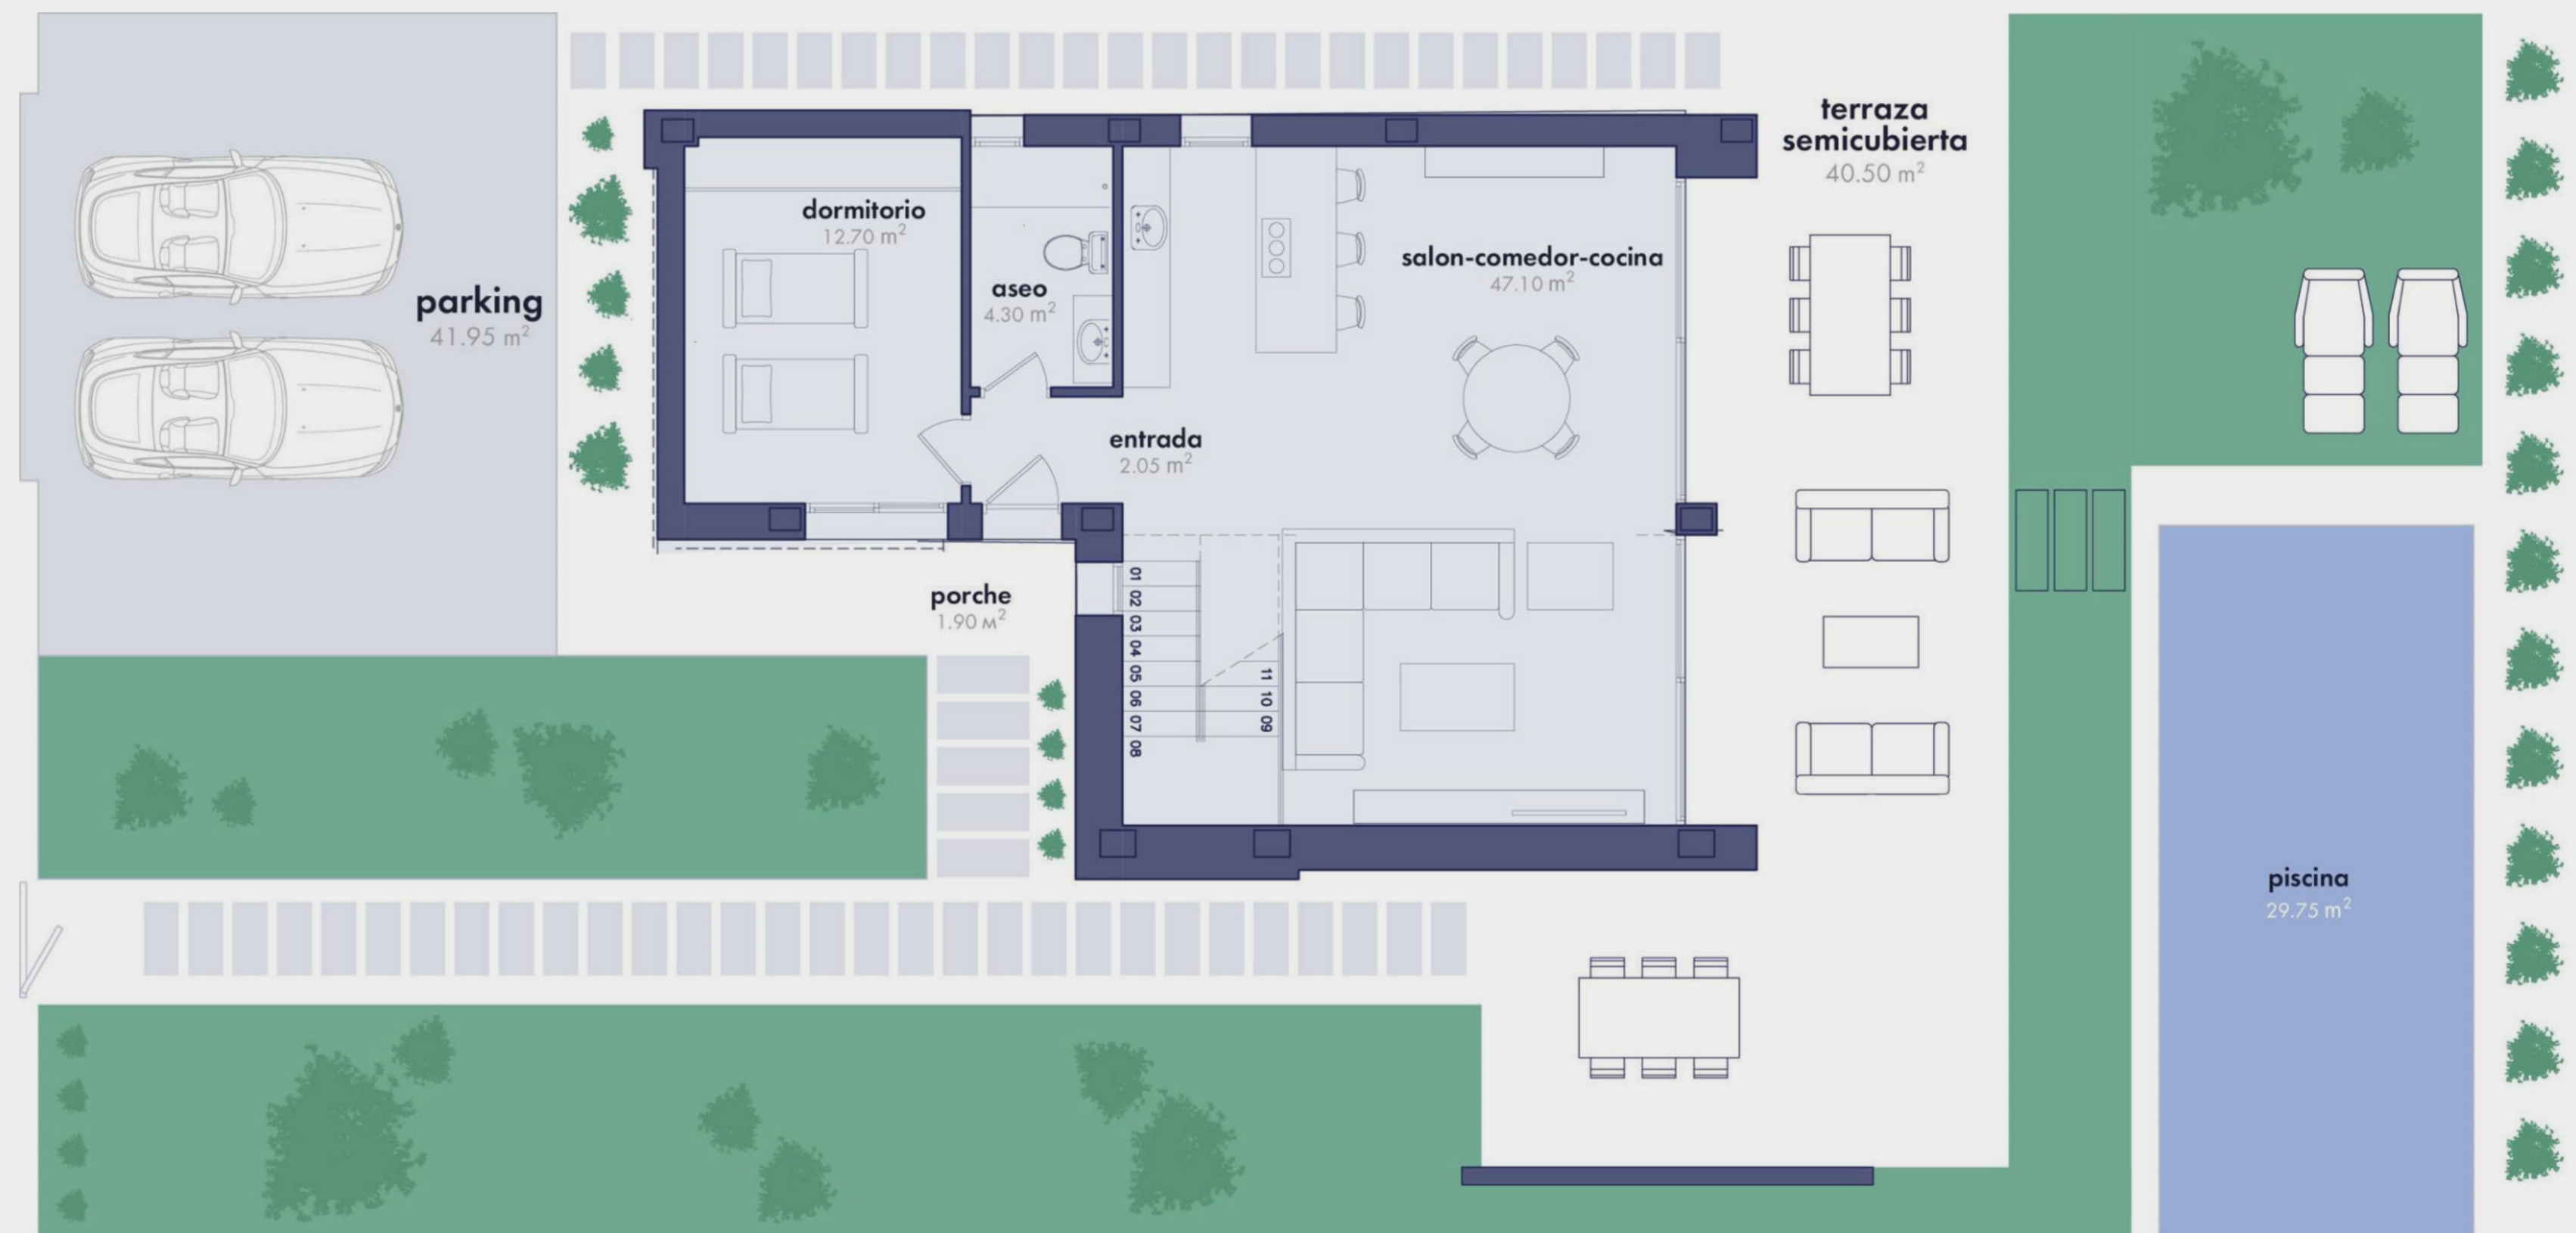 terraza
semicubierta
40.50 m²
dormitorio
12.70 m²
salon-comedor-cocina
47.10 m²
aseo
4.30 m²
parking
41.95 m²
entrada
2.05 m²
porche
1.90 м²
01
02
03
04
05
06
07
08
11
10
09
piscina
29.75 m²